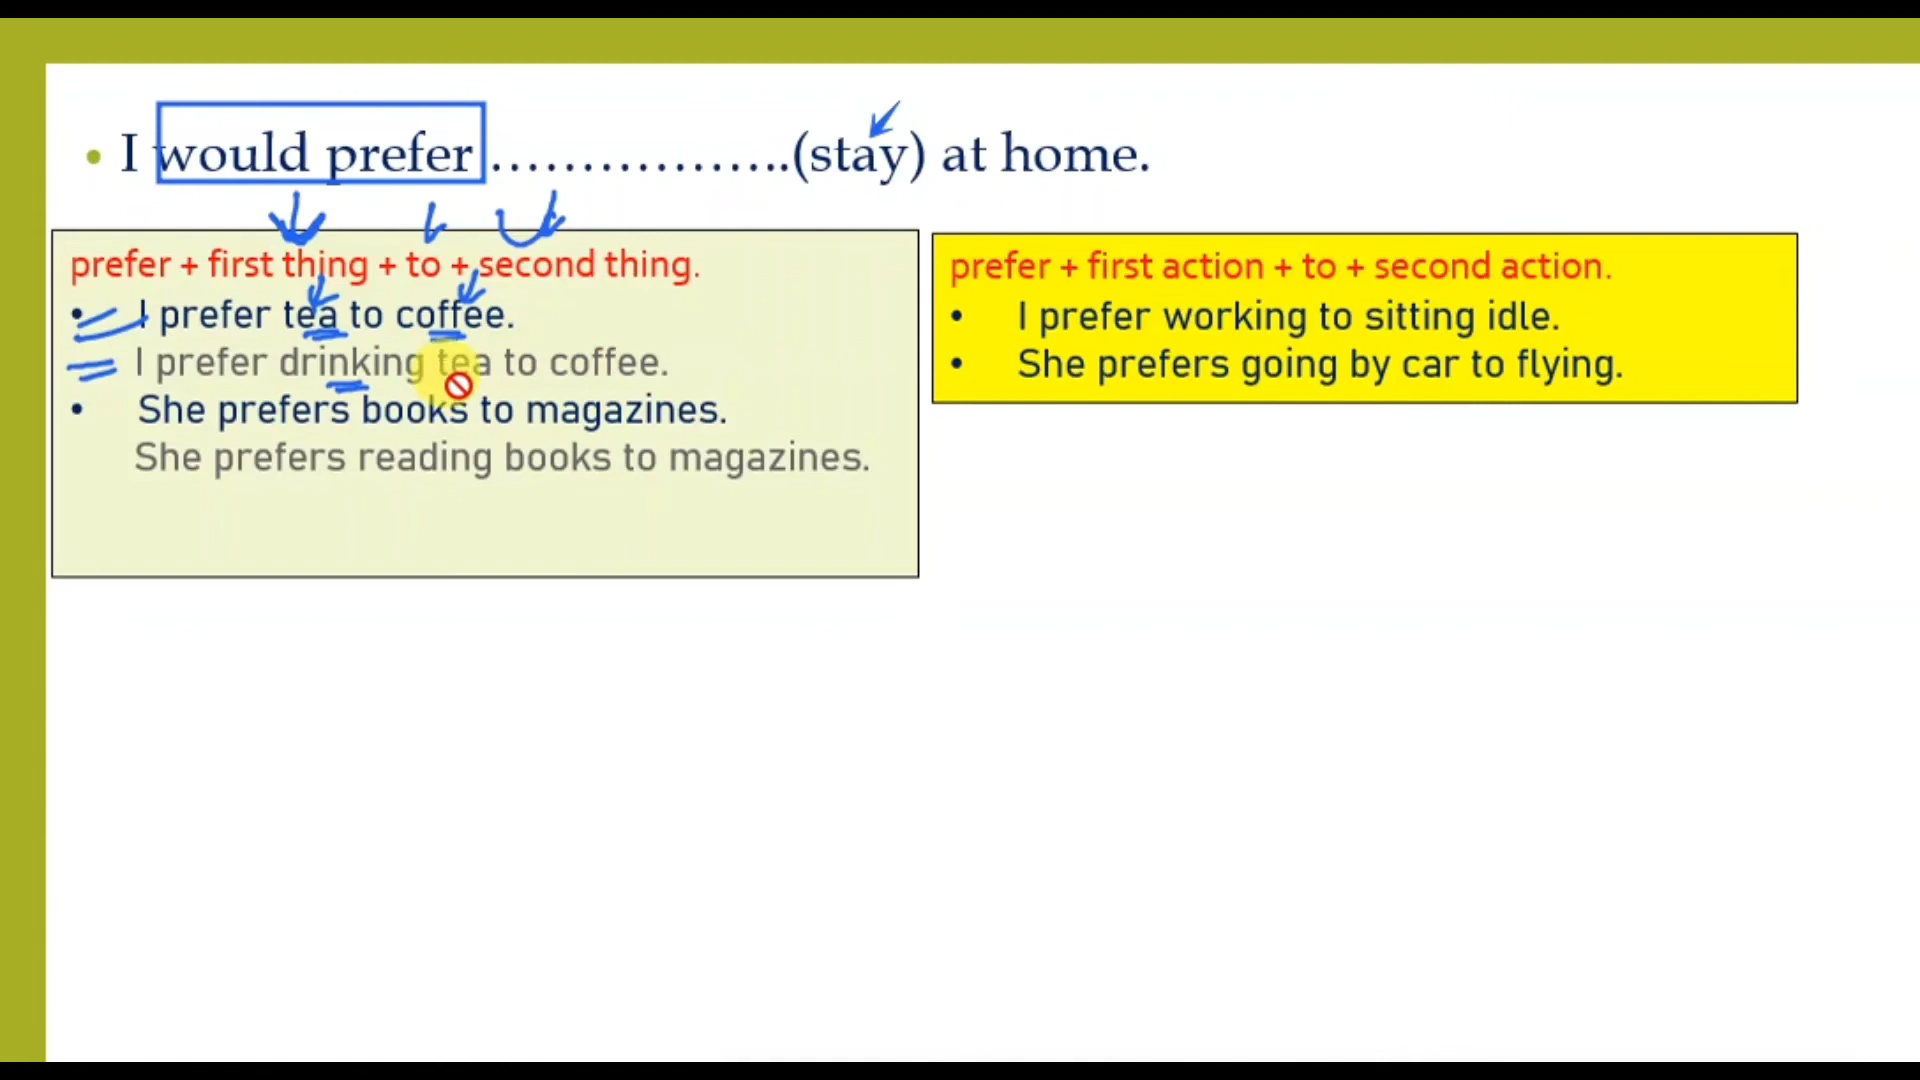 • I would prefer ……………..(stay) at home.
prefer + first thing + to + second thing.
• I prefer tea to coffee.
I prefer drinking tea to coffee.
• She prefers books to magazines.
She prefers reading books to magazines.
prefer + first action + to + second action.
• I prefer working to sitting idle.
• She prefers going by car to flying.